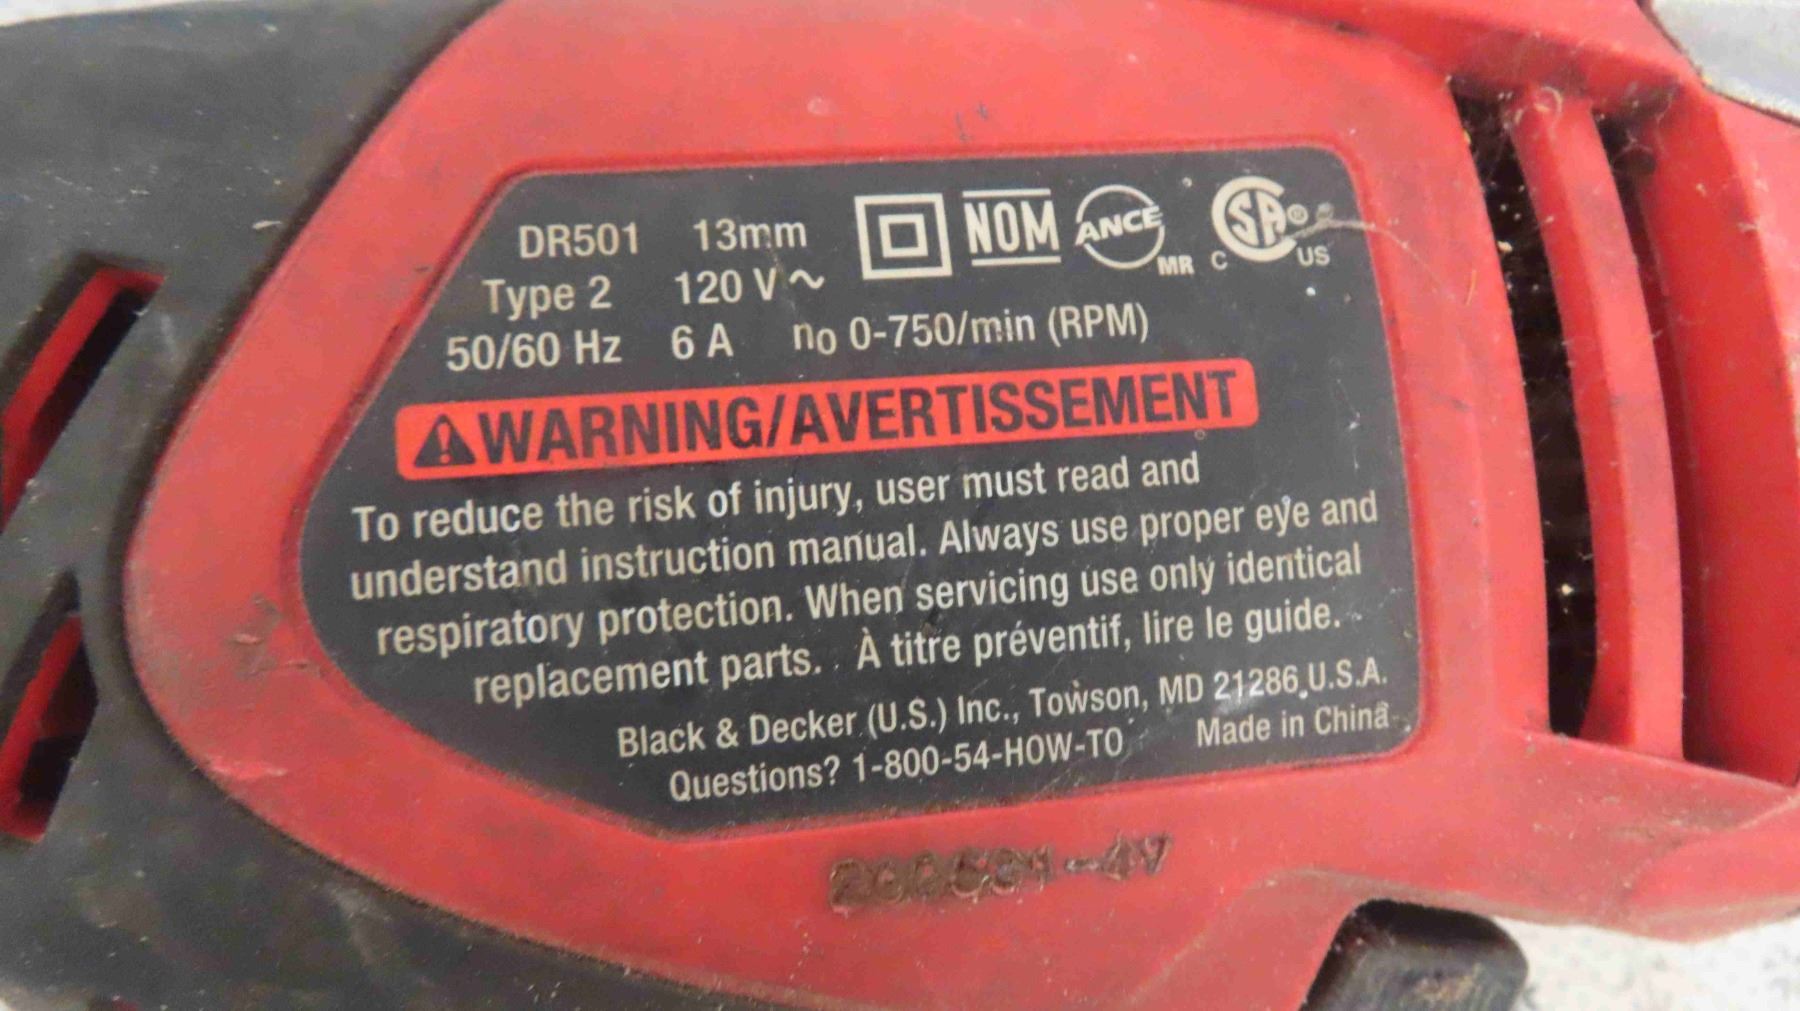 DR501 13mm NOM ANCE MR C SA® US
Type 2 120 V ~
50/60 Hz 6 A no 0-750/min (RPM)
WARNING/AVERTISSEMENT
To reduce the risk of injury, user must read and
understand instruction manual. Always use proper eye and
respiratory protection. When servicing use only identical
replacement parts. À titre préventif, lire le guide.
Black & Decker (U.S.) Inc., Towson, MD 21286 U.S.A.
Questions? 1-800-54-HOW-TO Made in China